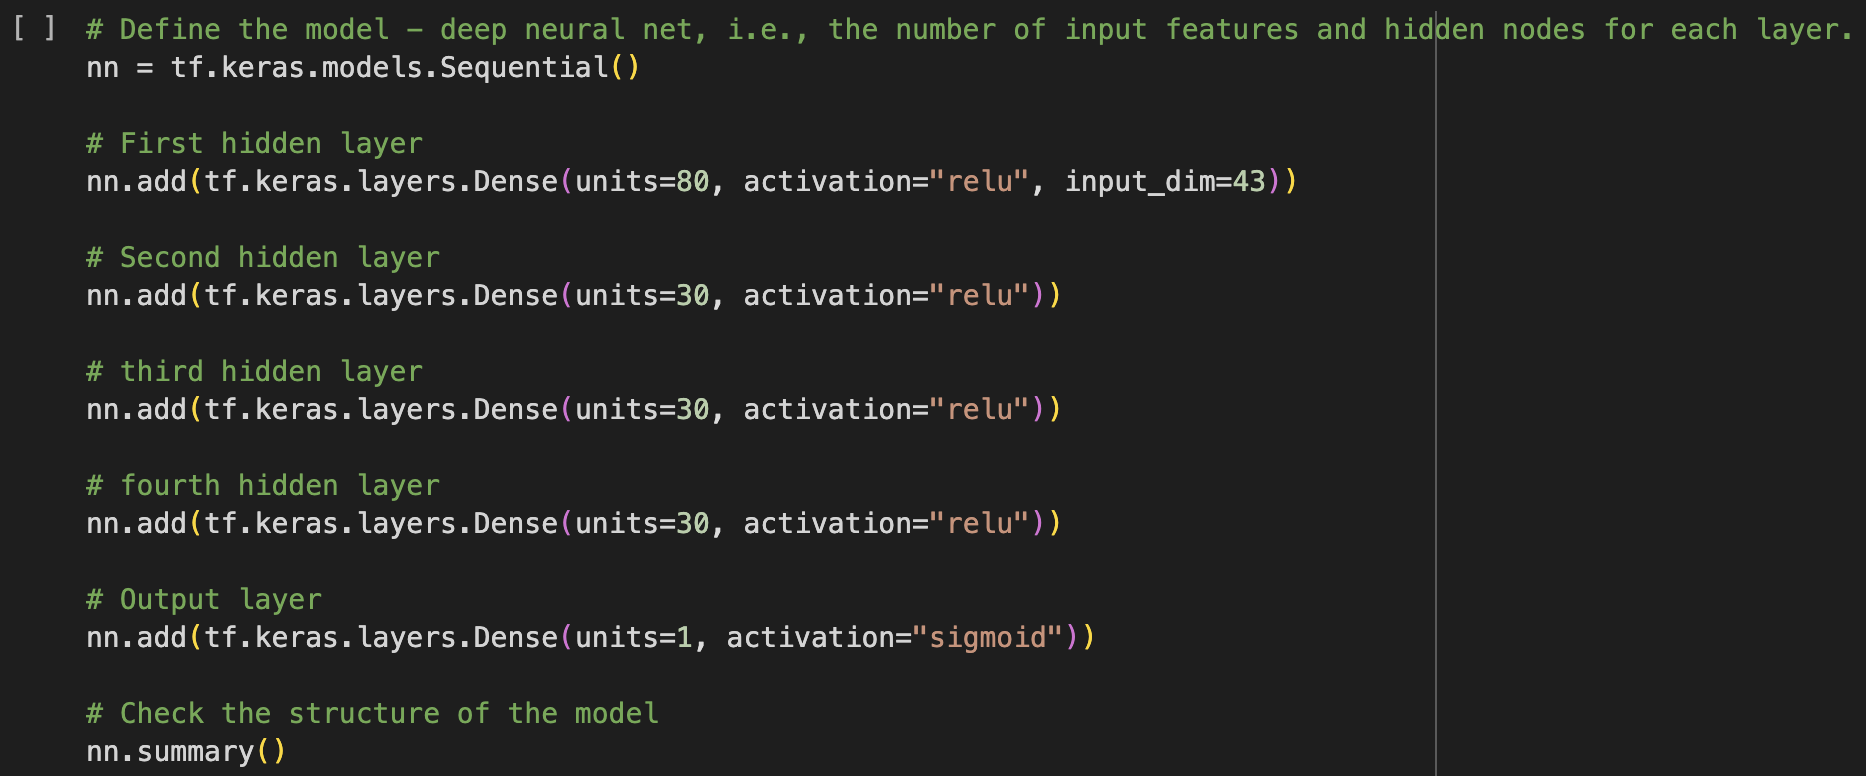 [ ] # Define the model – deep neural net, i.e., the number of input features and hidden nodes for each layer.
nn = tf.keras.models.Sequential()
# First hidden layer
nn.add(tf.keras.layers.Dense(units=80, activation="relu", input_dim=43))
# Second hidden layer
nn.add(tf.keras.layers.Dense(units=30, activation="relu"))
# third hidden layer
nn.add(tf.keras.layers.Dense(units=30, activation="relu"))
# fourth hidden layer
nn.add(tf.keras.layers.Dense(units=30, activation="relu"))
# Output layer
nn.add(tf.keras.layers.Dense(units=1, activation="sigmoid"))
# Check the structure of the model
nn.summary()